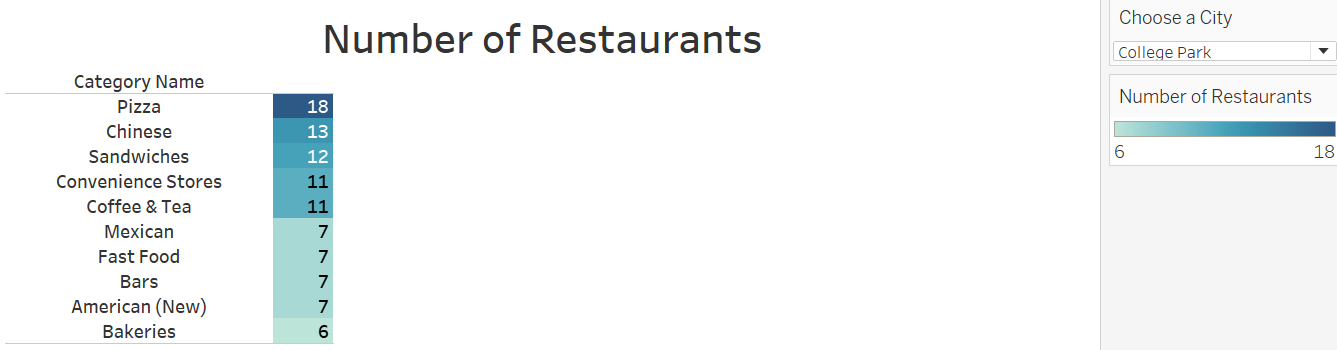 Number of Restaurants
Category Name
Pizza 18
Chinese 13
Sandwiches 12
Convenience Stores 11
Coffee & Tea 11
Mexican 7
Fast Food 7
Bars 7
American (New) 7
Bakeries 6
Choose a City
College Park
Number of Restaurants
6 18